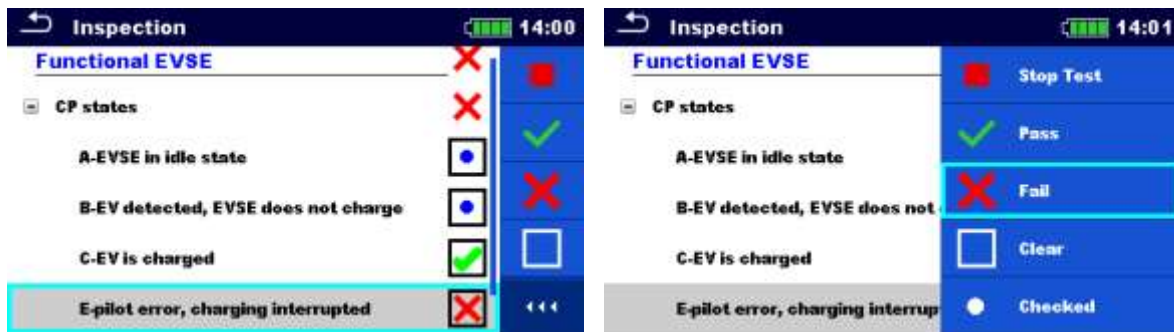 Inspection 14:00
Functional EVSE
CP states
A-EVSE in idle state
B-EV detected, EVSE does not charge
C-EV is charged
E-pilot error, charging interrupted
Inspection 14:01
Functional EVSE
CP states
A-EVSE in idle state
B-EV detected, EVSE does not
C-EV is charged
E-pilot error, charging interrup
Stop Test
Pass
Fail
Clear
Checked